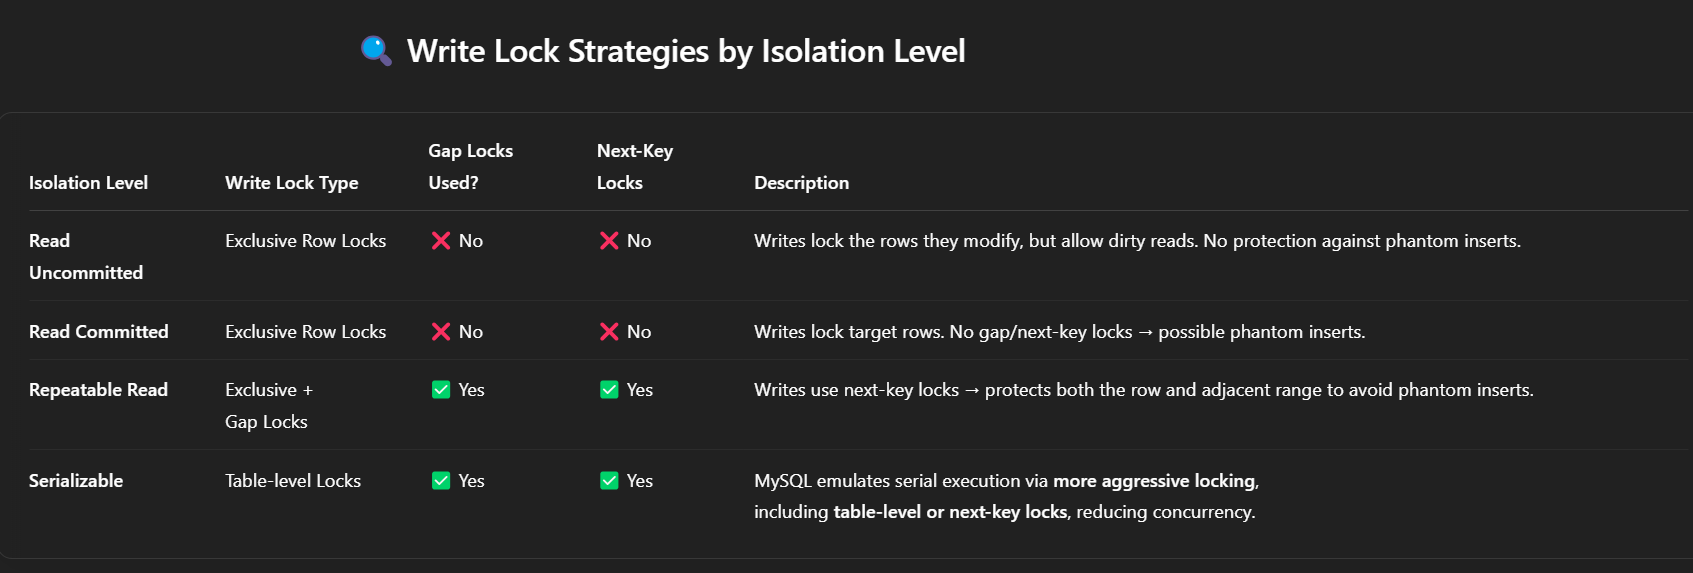 🔍 Write Lock Strategies by Isolation Level
Isolation Level | Write Lock Type | Gap Locks Used? | Next-Key Locks | Description
Read Uncommitted | Exclusive Row Locks | ❌ No | ❌ No | Writes lock the rows they modify, but allow dirty reads. No protection against phantom inserts.
Read Committed | Exclusive Row Locks | ❌ No | ❌ No | Writes lock target rows. No gap/next-key locks → possible phantom inserts.
Repeatable Read | Exclusive + Gap Locks | ✅ Yes | ✅ Yes | Writes use next-key locks → protects both the row and adjacent range to avoid phantom inserts.
Serializable | Table-level Locks | ✅ Yes | ✅ Yes | MySQL emulates serial execution via more aggressive locking, including table-level or next-key locks, reducing concurrency.